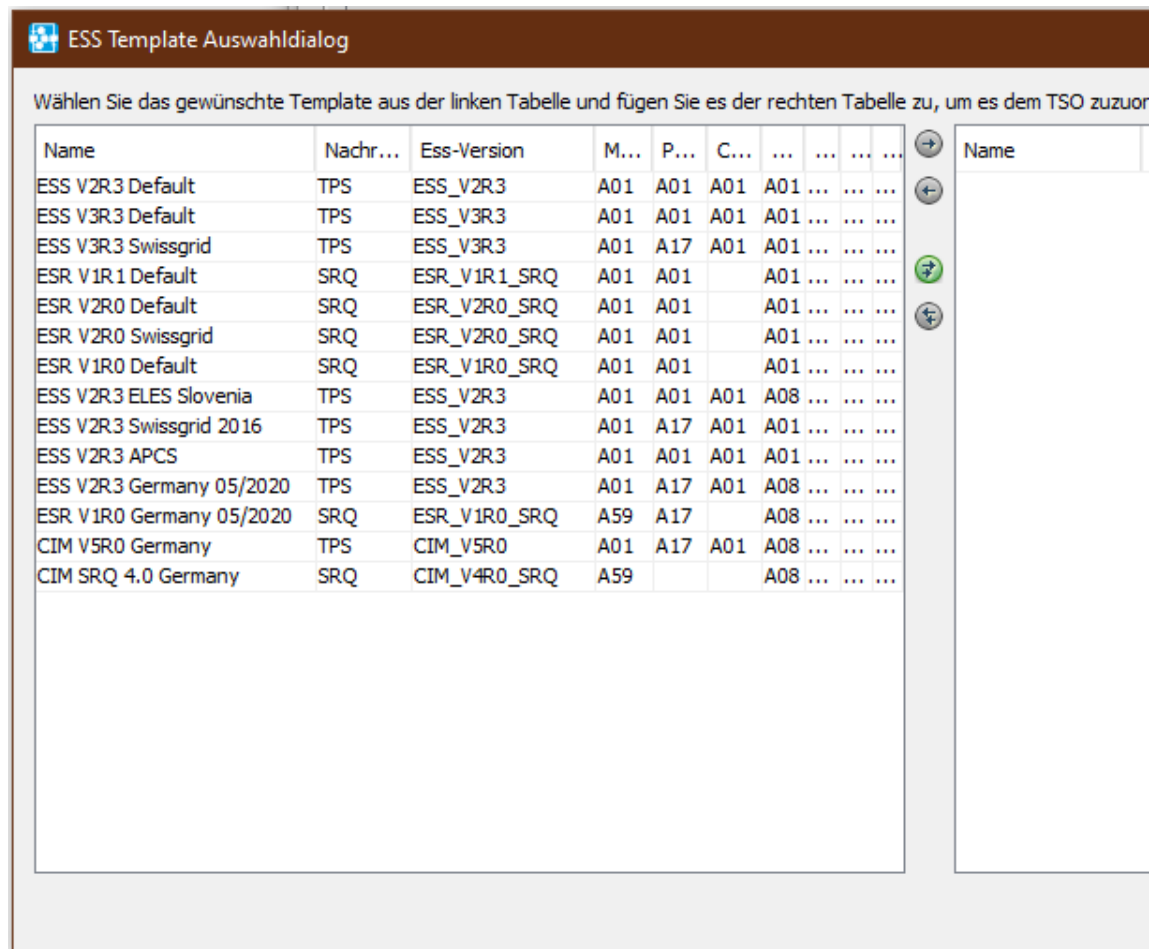 ESS Template Auswahldialog
Wählen Sie das gewünschte Template aus der linken Tabelle und fügen Sie es der rechten Tabelle zu, um es dem TSO
Name Nachr... Ess-Version M... P... C... ... ... ... ... Name
ESS V2R3 Default TPS ESS_V2R3 A01 A01 A01 A01 ... ... ...
ESS V3R3 Default TPS ESS_V3R3 A01 A01 A01 A01 ... ... ...
ESS V3R3 Swissgrid TPS ESS_V3R3 A01 A17 A01 A01 ... ... ...
ESR V1R1 Default SRQ ESR_V1R1_SRQ A01 A01 A01 ... ... ...
ESR V2R0 Default SRQ ESR_V2R0_SRQ A01 A01 A01 ... ... ...
ESR V2R0 Swissgrid SRQ ESR_V2R0_SRQ A01 A01 A01 ... ... ...
ESR V1R0 Default SRQ ESR_V1R0_SRQ A01 A01 A01 ... ... ...
ESS V2R3 ELES Slovenia TPS ESS_V2R3 A01 A01 A01 A08 ... ... ...
ESS V2R3 Swissgrid 2016 TPS ESS_V2R3 A01 A17 A01 A01 ... ... ...
ESS V2R3 APCS TPS ESS_V2R3 A01 A01 A01 A01 ... ... ...
ESS V2R3 Germany 05/2020 TPS ESS_V2R3 A01 A17 A01 A08 ... ... ...
ESR V1R0 Germany 05/2020 SRQ ESR_V1R0_SRQ A59 A17 A08 ... ... ...
CIM V5R0 Germany TPS CIM_V5R0 A01 A17 A01 A08 ... ... ...
CIM SRQ 4.0 Germany SRQ CIM_V4R0_SRQ A59 A08 ... ... ...